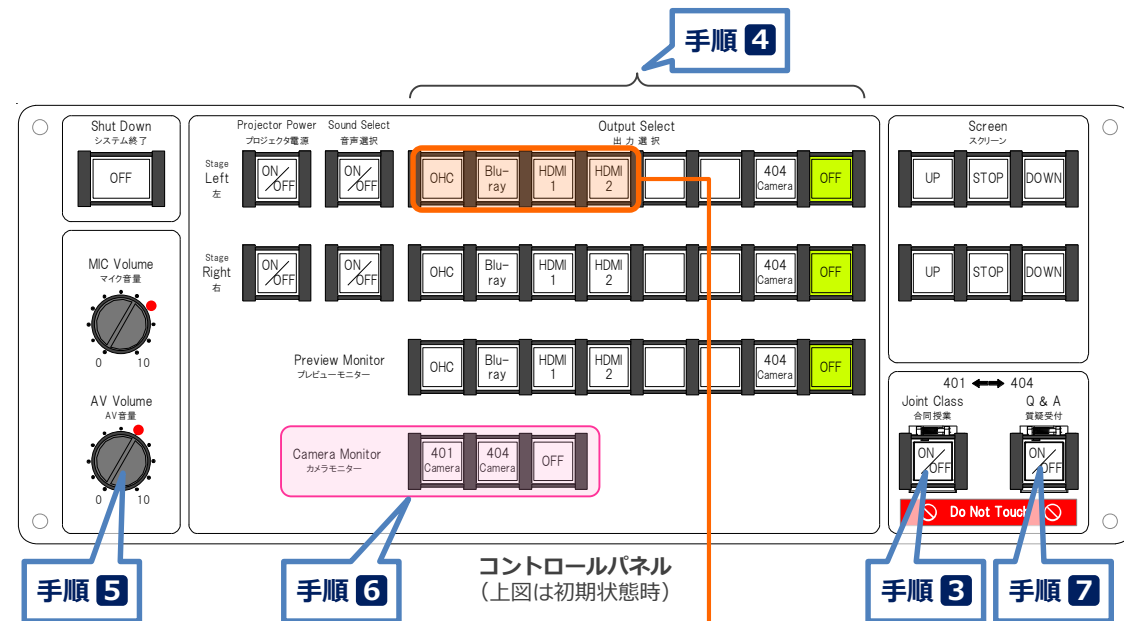 手順 4
Shut Down
システム終了
OFF
Projector Power
プロジェクタ電源
Sound Select
音声選択
Output Select
出 力 選 択
Stage
Left
左
ON/OFF
ON/OFF
OHC
Blu-
ray
HDMI
1
HDMI
2
404
Camera
OFF
Stage
Right
右
ON/OFF
ON/OFF
OHC
Blu-
ray
HDMI
1
HDMI
2
404
Camera
OFF
Preview Monitor
プレビューモニター
OHC
Blu-
ray
HDMI
1
HDMI
2
404
Camera
OFF
Camera Monitor
カメラモニター
401
Camera
404
Camera
OFF
MIC Volume
マイク音量
0 10
AV Volume
AV音量
0 10
Screen
スクリーン
UP STOP DOWN
UP STOP DOWN
401 ⟷ 404
Joint Class
合同授業
ON/OFF
Q & A
質疑受付
ON/OFF
Do Not Touch
手順 5
手順 6
コントロールパネル
（上図は初期状態時）
手順 3
手順 7